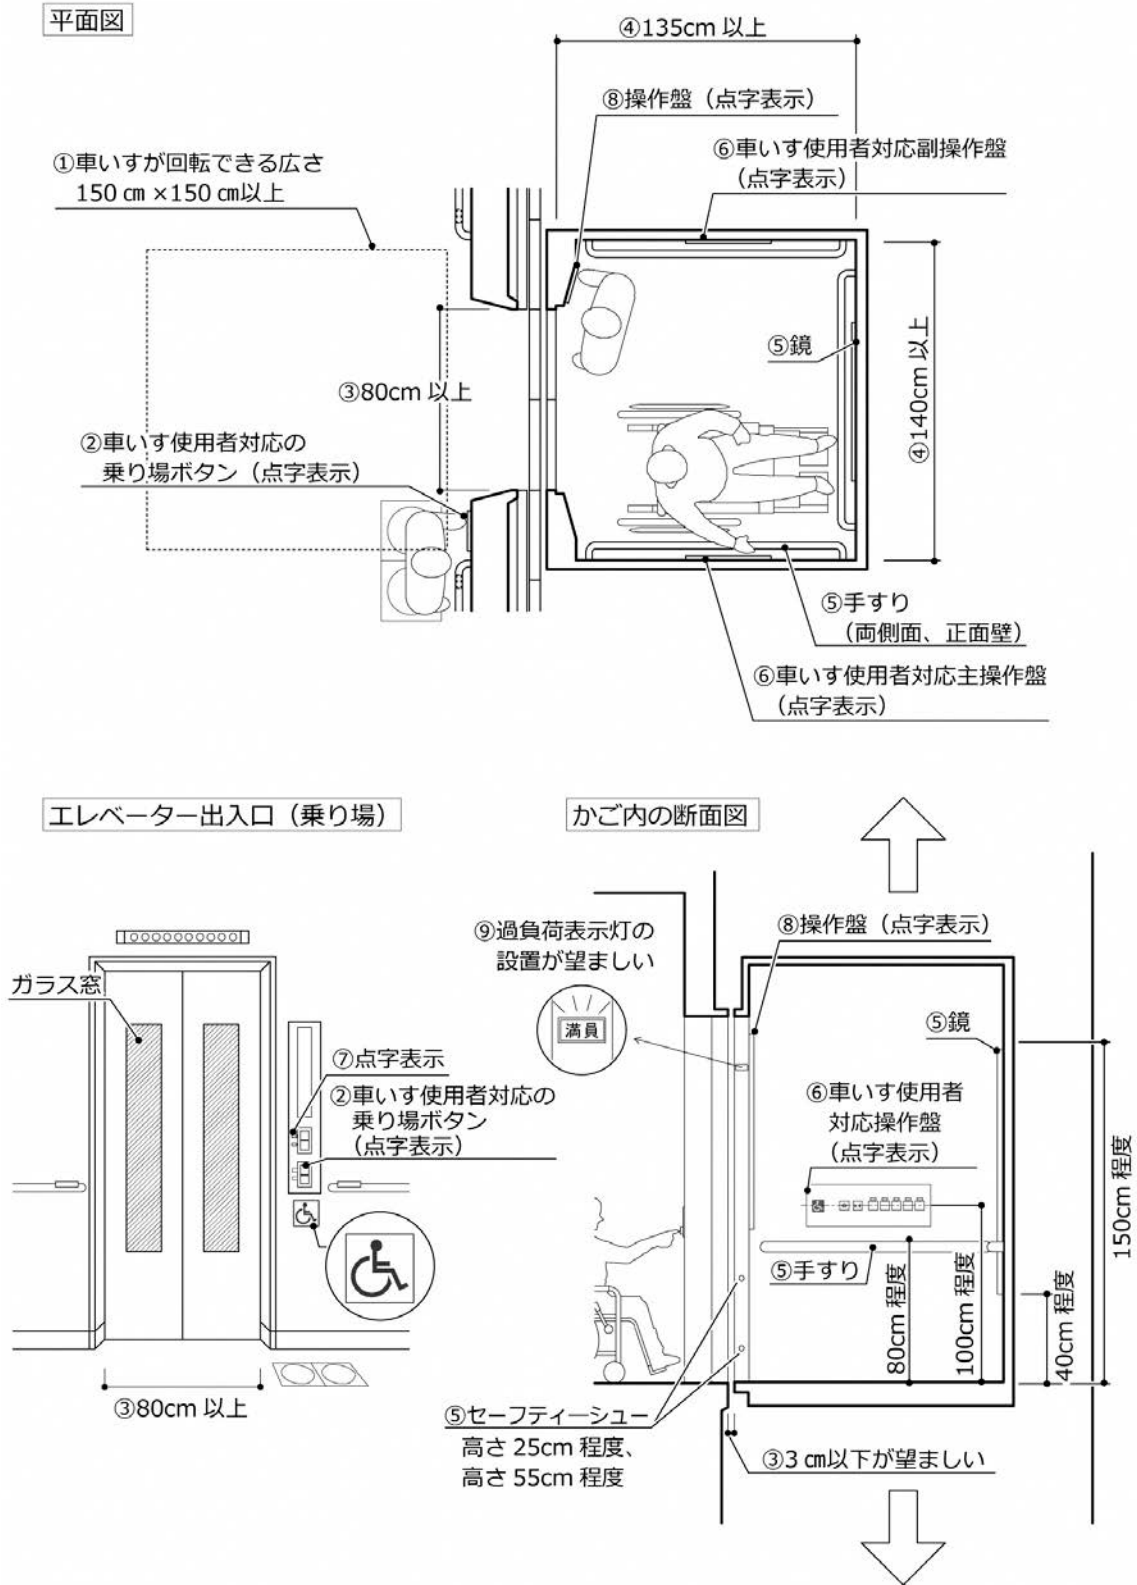 平面図
④135cm 以上
⑧操作盤（点字表示）
⑥車いす使用者対応副操作盤
（点字表示）
①車いすが回転できる広さ
150 ㎝ ×150 ㎝以上
⑤鏡
④140cm 以上
③80cm 以上
②車いす使用者対応の
乗り場ボタン（点字表示）
⑤手すり
（両側面、正面壁）
⑥車いす使用者対応主操作盤
（点字表示）
エレベーター出入口（乗り場）
ガラス窓
⑦点字表示
②車いす使用者対応の
乗り場ボタン
（点字表示）
③80cm 以上
かご内の断面図
⑨過負荷表示灯の
設置が望ましい
満員
⑧操作盤（点字表示）
⑤鏡
⑥車いす使用者
対応操作盤
（点字表示）
⑤手すり
80cm 程度
100cm 程度
40cm 程度
150cm 程度
⑤セーフティーシュー
高さ 25cm 程度、
高さ 55cm 程度
③3 ㎝以下が望ましい